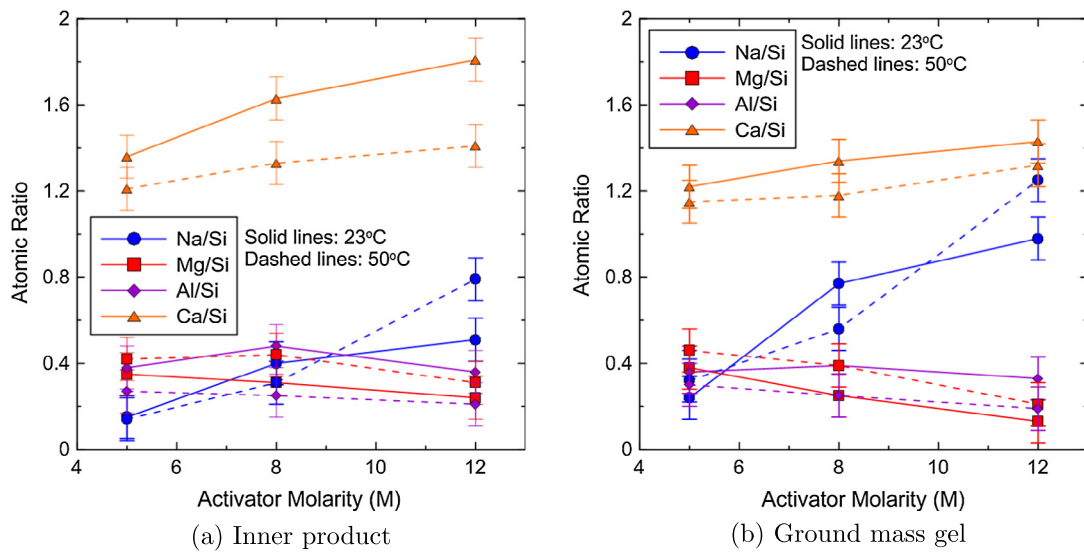 2
1.6
1.2
0.8
0.4
0
Atomic Ratio
Na/Si
Mg/Si
Al/Si
Ca/Si
Solid lines: 23°C
Dashed lines: 50°C
4 6 8 10 12
Activator Molarity (M)
(a) Inner product
2
1.6
1.2
0.8
0.4
0
Atomic Ratio
Na/Si
Mg/Si
Al/Si
Ca/Si
Solid lines: 23°C
Dashed lines: 50°C
4 6 8 10 12
Activator Molarity (M)
(b) Ground mass gel